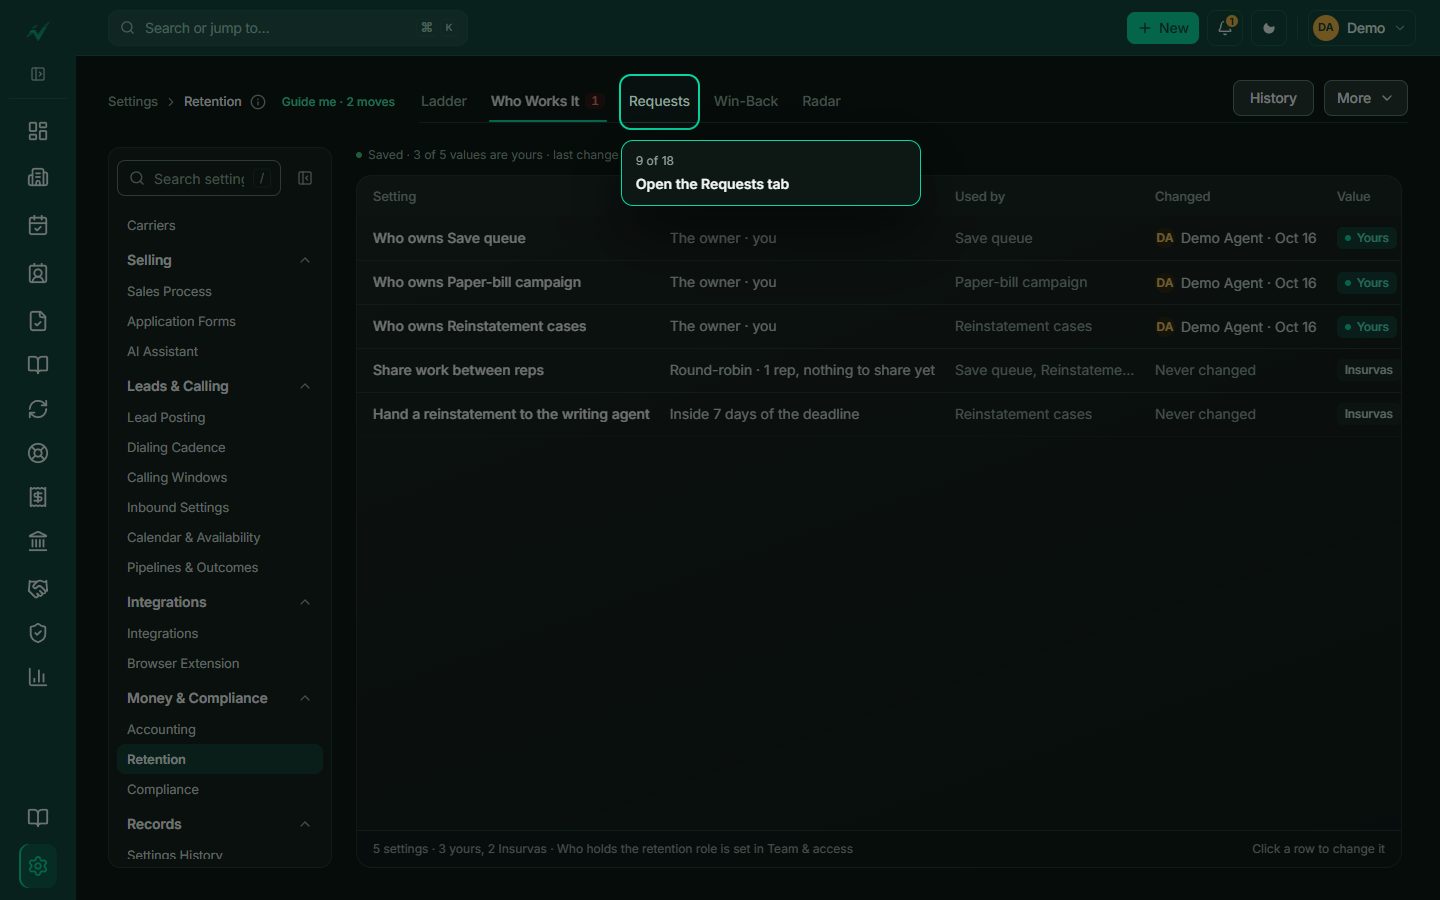 Search or jump to...
⌘ K
New
1
DA Demo
Settings > Retention
Guide me · 2 moves
Ladder
Who Works It 1
Requests
Win-Back
Radar
History
More
Saved · 3 of 5 values are yours · last change
9 of 18
Open the Requests tab
Search setting /
Carriers
Selling
Sales Process
Application Forms
AI Assistant
Leads & Calling
Lead Posting
Dialing Cadence
Calling Windows
Inbound Settings
Calendar & Availability
Pipelines & Outcomes
Integrations
Integrations
Browser Extension
Money & Compliance
Accounting
Retention
Compliance
Records
Settings History
Setting Used by Changed Value
Who owns Save queue The owner · you Save queue DA Demo Agent · Oct 16 Yours
Who owns Paper-bill campaign The owner · you Paper-bill campaign DA Demo Agent · Oct 16 Yours
Who owns Reinstatement cases The owner · you Reinstatement cases DA Demo Agent · Oct 16 Yours
Share work between reps Round-robin · 1 rep, nothing to share yet Save queue, Reinstateme... Never changed Insurvas
Hand a reinstatement to the writing agent Inside 7 days of the deadline Reinstatement cases Never changed Insurvas
5 settings · 3 yours, 2 Insurvas · Who holds the retention role is set in Team & access
Click a row to change it